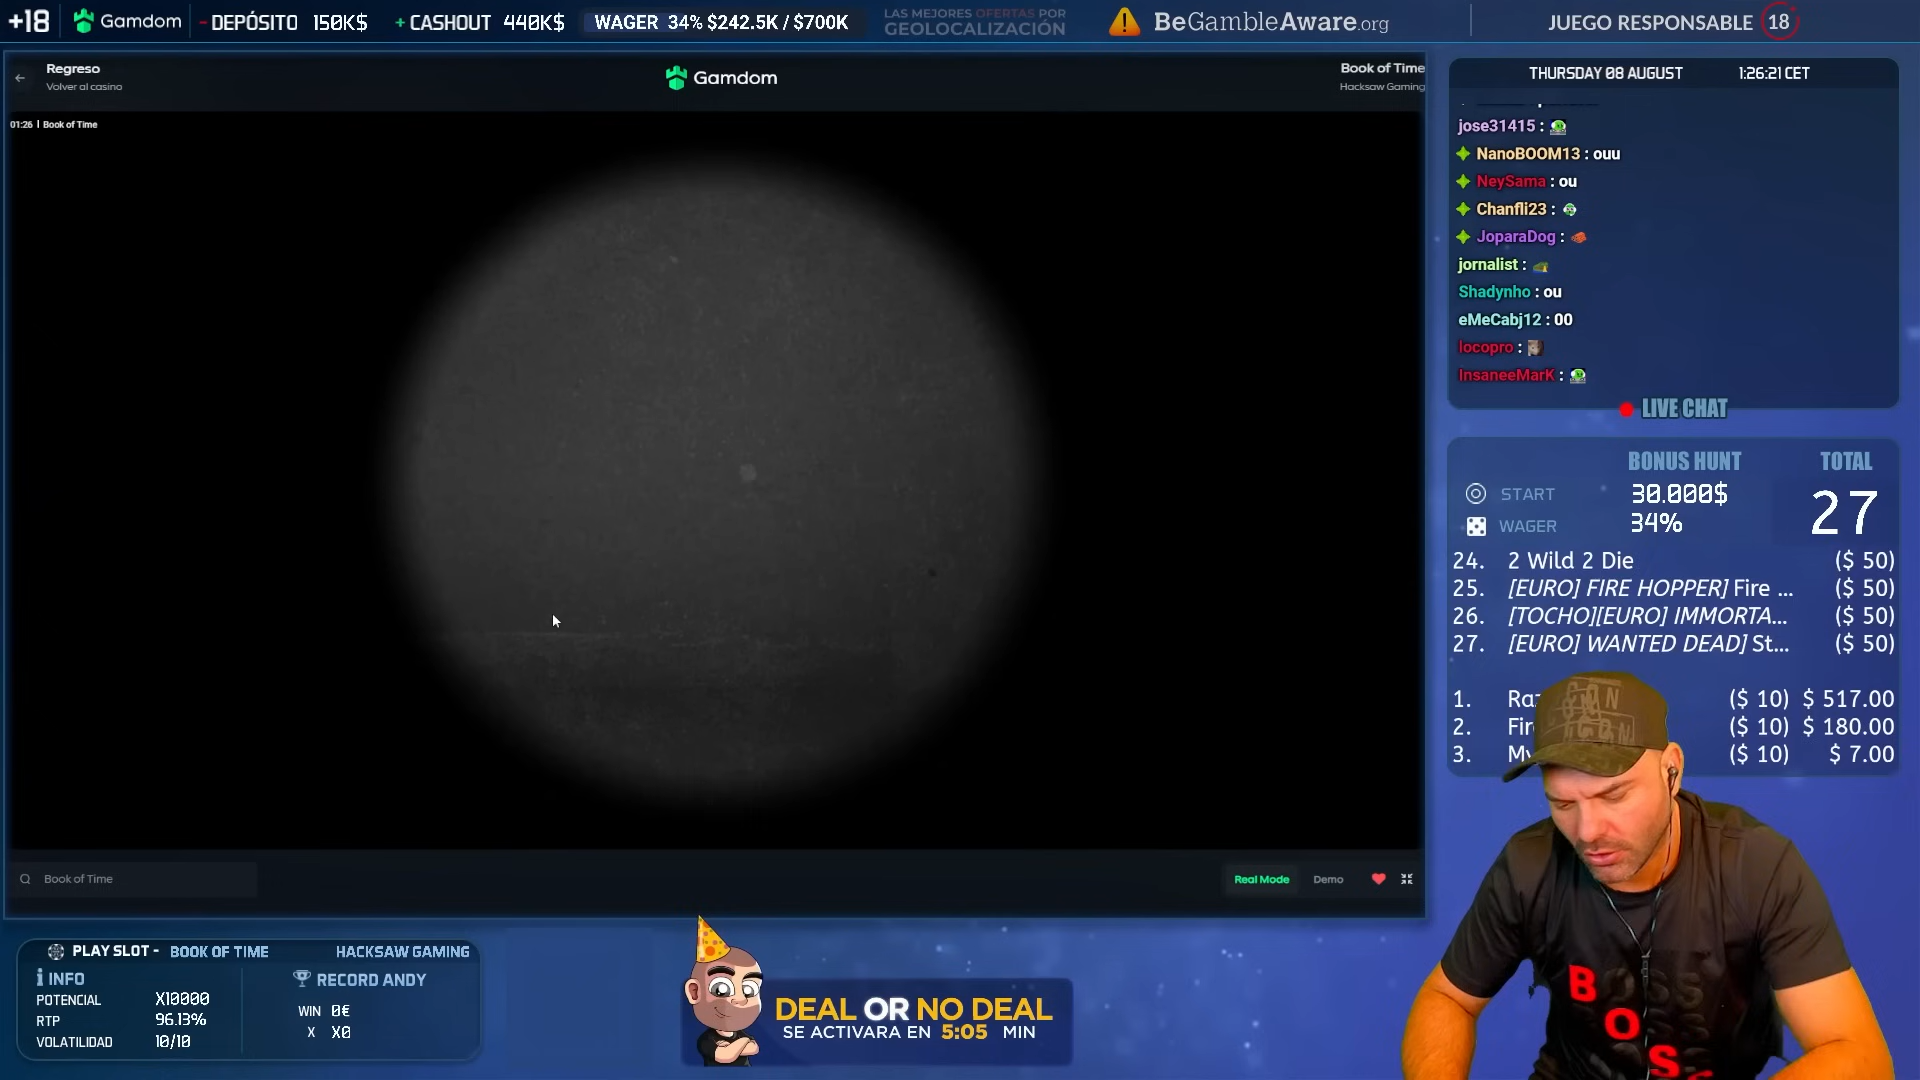 +18
Gamdom
- DEPÓSITO 150K$
+ CASHOUT 440K$
WAGER 34% $242.5K / $700K
LAS MEJORES OFERTAS POR
GEOLOCALIZACIÓN
BeGambleAware.org
JUEGO RESPONSABLE 18
Regreso
Volver al casino
Gamdom
Book of Time
Hacksaw Gaming
01:26 | Book of Time
THURSDAY 08 AUGUST 1:26:21 CET
jose31415 :
NanoBOOM13 : ouu
NeySama : ou
Chanfli23 :
JoparaDog :
jornalist :
Shadynho : ou
eMeCabj12 : 00
locopro :
InsaneeMarK :
LIVE CHAT
BONUS HUNT
TOTAL
START 30.000$
27
WAGER 34%
24. 2 Wild 2 Die ($ 50)
25. [EURO] FIRE HOPPER] Fire ... ($ 50)
26. [TOCHO][EURO] IMMORTA... ($ 50)
27. [EURO] WANTED DEAD] St... ($ 50)
1. ($ 10) $ 517.00
2. ($ 10) $ 180.00
3. ($ 10) $ 7.00
Book of Time
Real Mode
Demo
PLAY SLOT - BOOK OF TIME HACKSAW GAMING
INFO
POTENCIAL X10000
RTP 96.13%
VOLATILIDAD 10/10
RECORD ANDY
WIN 0€
X X0
DEAL OR NO DEAL
SE ACTIVARA EN 5:05 MIN
BOSS
B
O
S